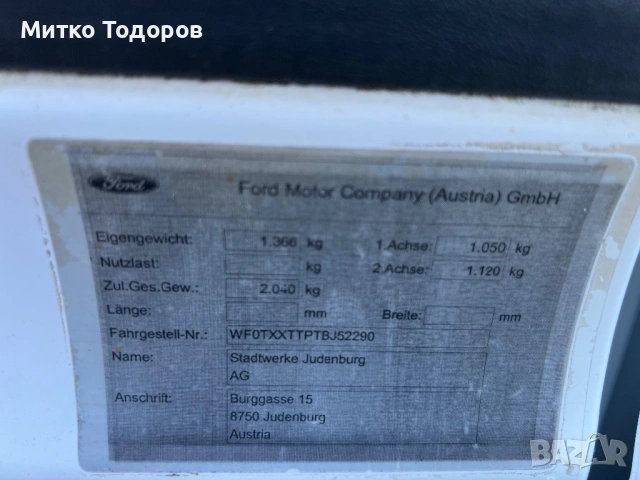 Митко Тодоров
Ford Ford Motor Company (Austria) GmbH
Eigengewicht: 1.366 kg 1.Achse: 1.050 kg
Nutzlast: kg 2.Achse: 1.120 kg
Zul.Ges.Gew.: 2.040 kg
Länge: mm Breite: mm
Fahrgestell-Nr.: WF0TXXTTPTBJ52290
Name: Stadtwerke Judenburg
AG
Anschrift: Burggasse 15
8750 Judenburg
Austria
BAZAR